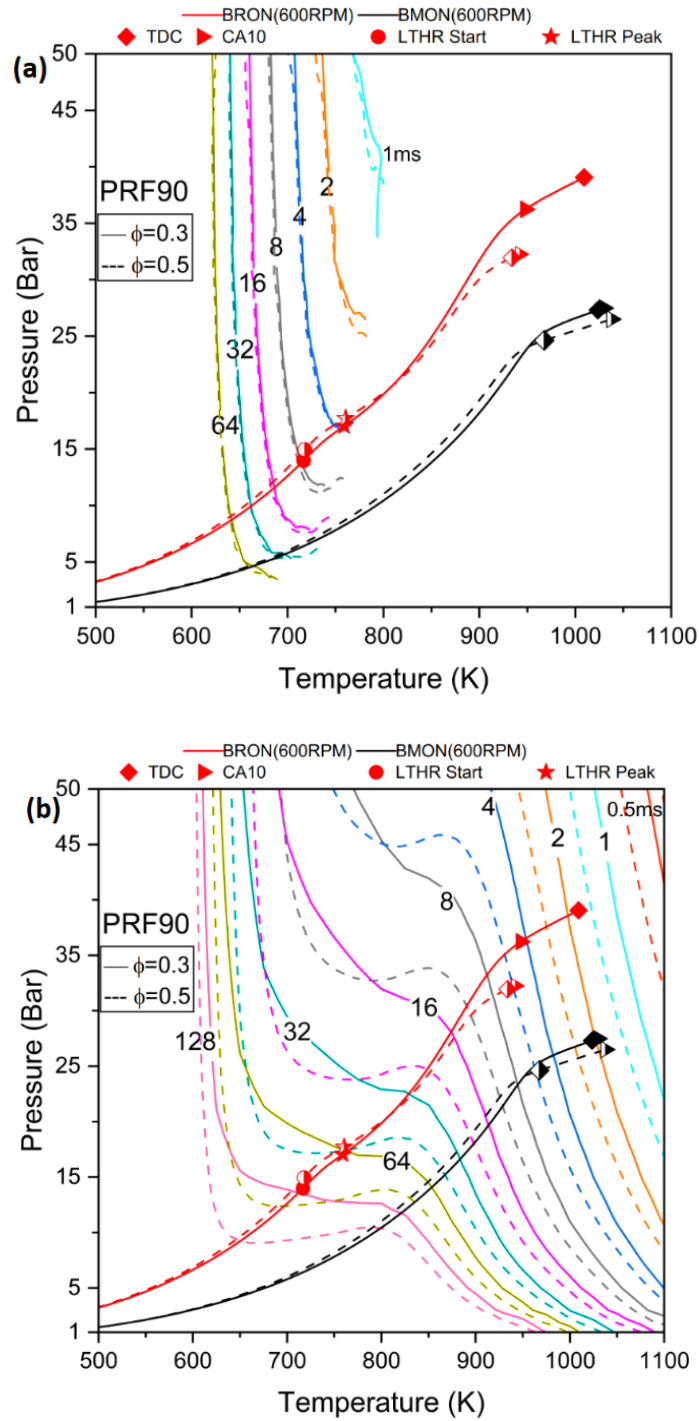 BRON(600RPM) BMON(600RPM)
TDC CA10 LTHR Start LTHR Peak
(a)
50
45
35
25
15
5
1
Pressure (Bar)
PRF90
ϕ=0.3
ϕ=0.5
1ms
2
4
8
16
32
64
500 600 700 800 900 1000 1100
Temperature (K)
BRON(600RPM) BMON(600RPM)
TDC CA10 LTHR Start LTHR Peak
(b)
50
45
35
25
15
5
1
Pressure (Bar)
PRF90
ϕ=0.3
ϕ=0.5
4
2
1
0.5ms
8
16
32
128
64
500 600 700 800 900 1000 1100
Temperature (K)